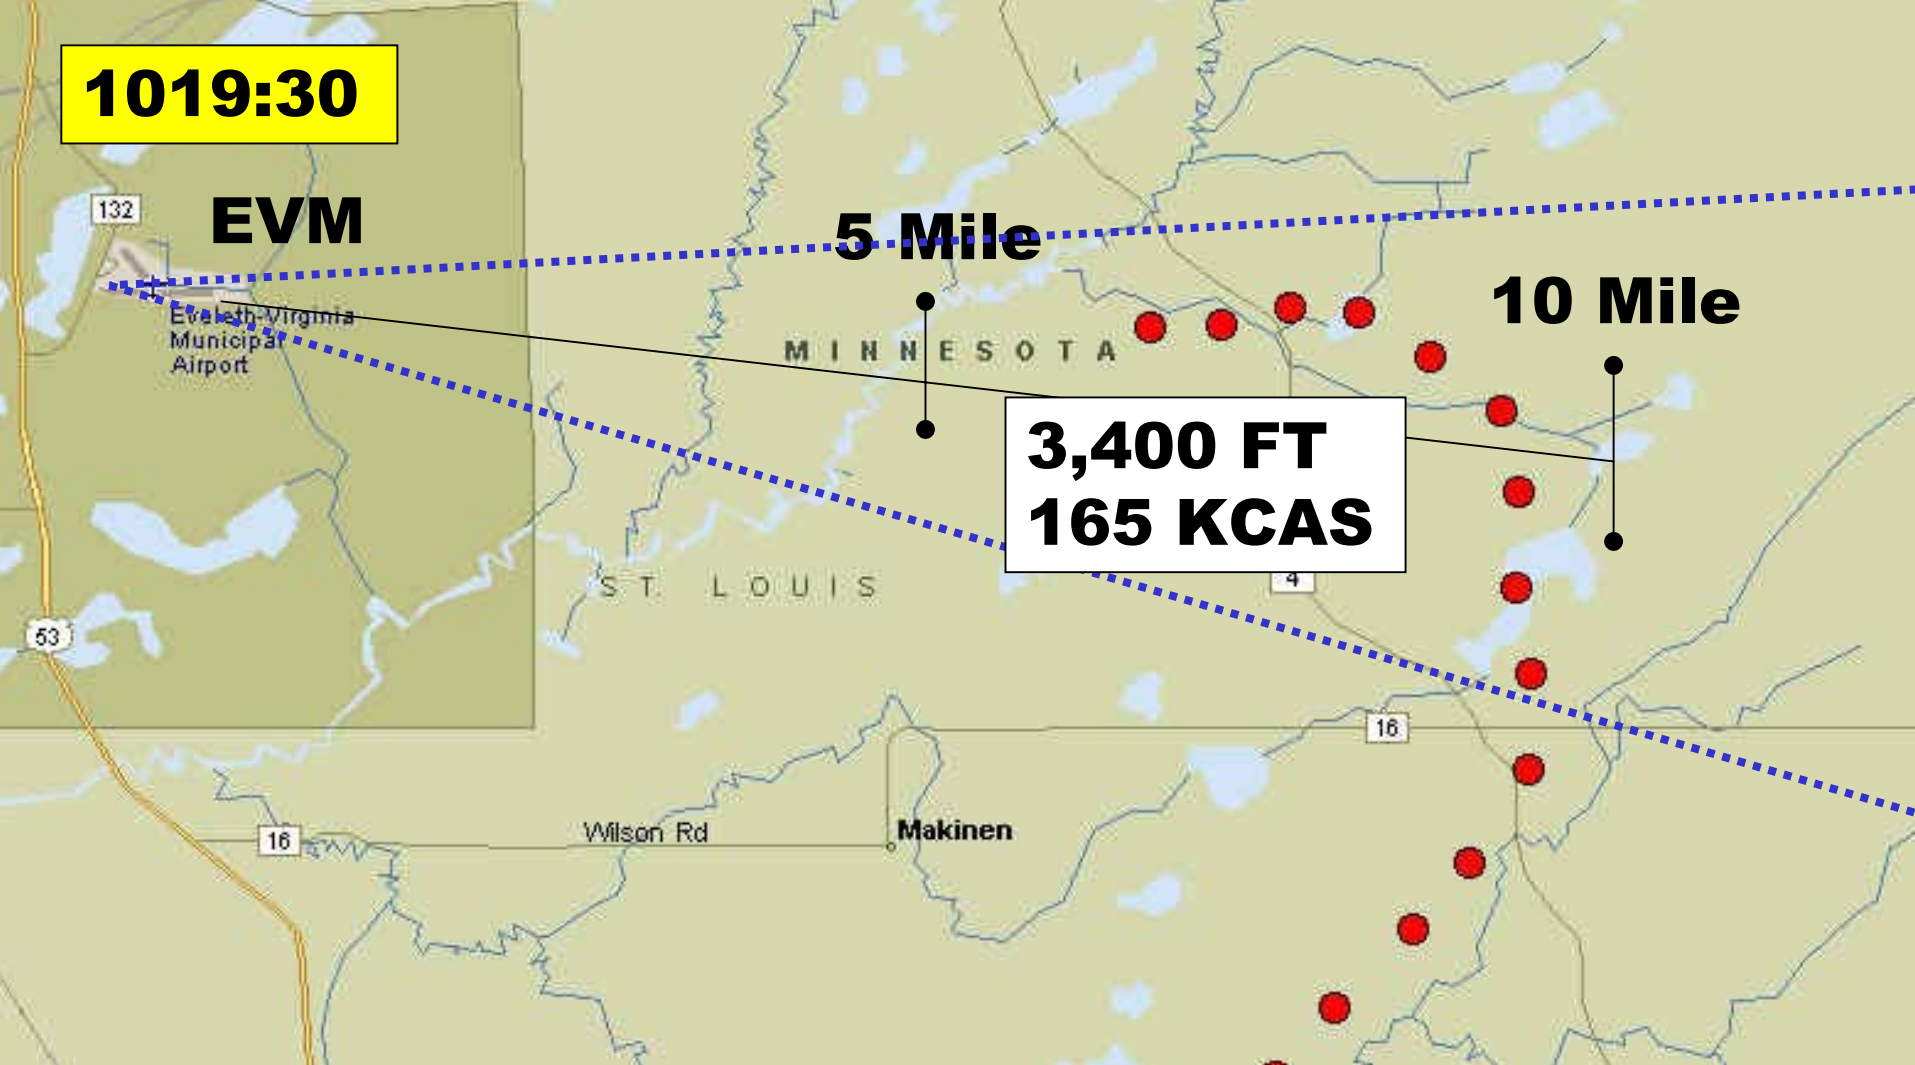 1019:30
132
EVM
5 Mile
10 Mile
Eveleth-Virginia
Municipal
Airport
MINNESOTA
3,400 FT
165 KCAS
4
ST. LOUIS
53
16
16
Wilson Rd
Makinen